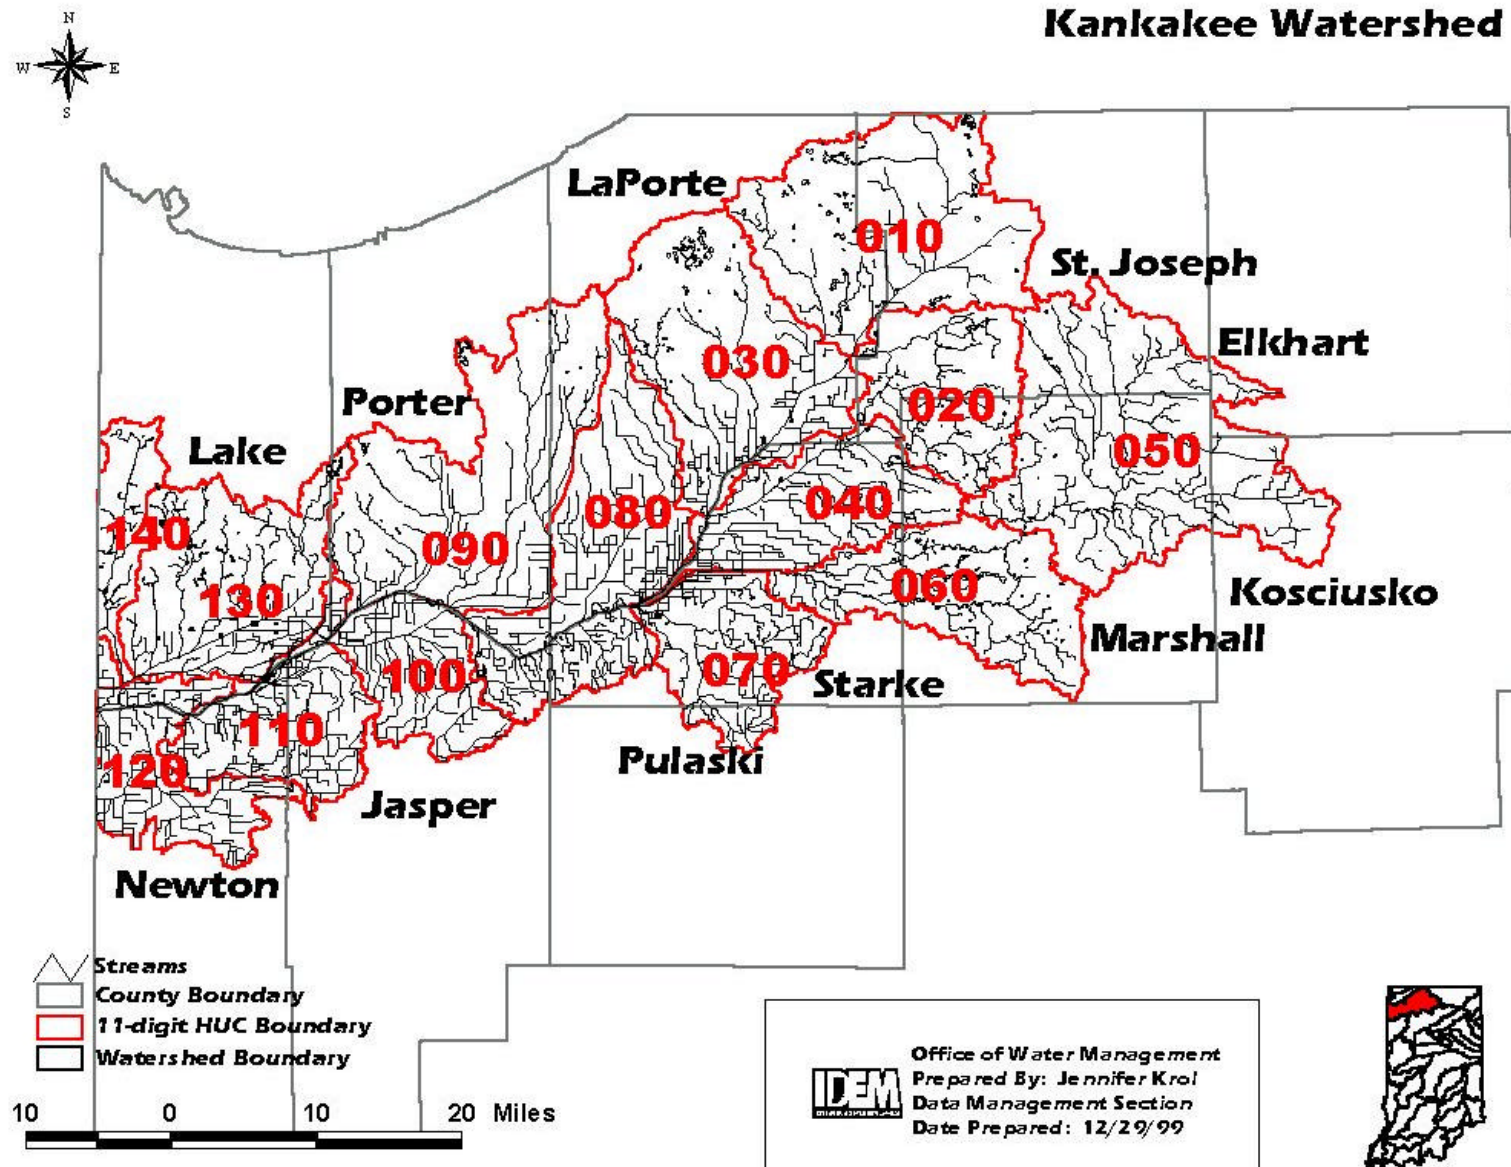 Kankakee Watershed
N
W E
S
LaPorte
010
St. Joseph
030
Elkhart
Porter
020
Lake
050
080
040
140
090
130
060
Kosciusko
Marshall
100
070
Starke
110
Pulaski
120
Jasper
Newton
Streams
County Boundary
11-digit HUC Boundary
Watershed Boundary
10 0 10 20 Miles
IDEM
Office of Water Management
Prepared By: Jennifer Krol
Data Management Section
Date Prepared: 12/29/99